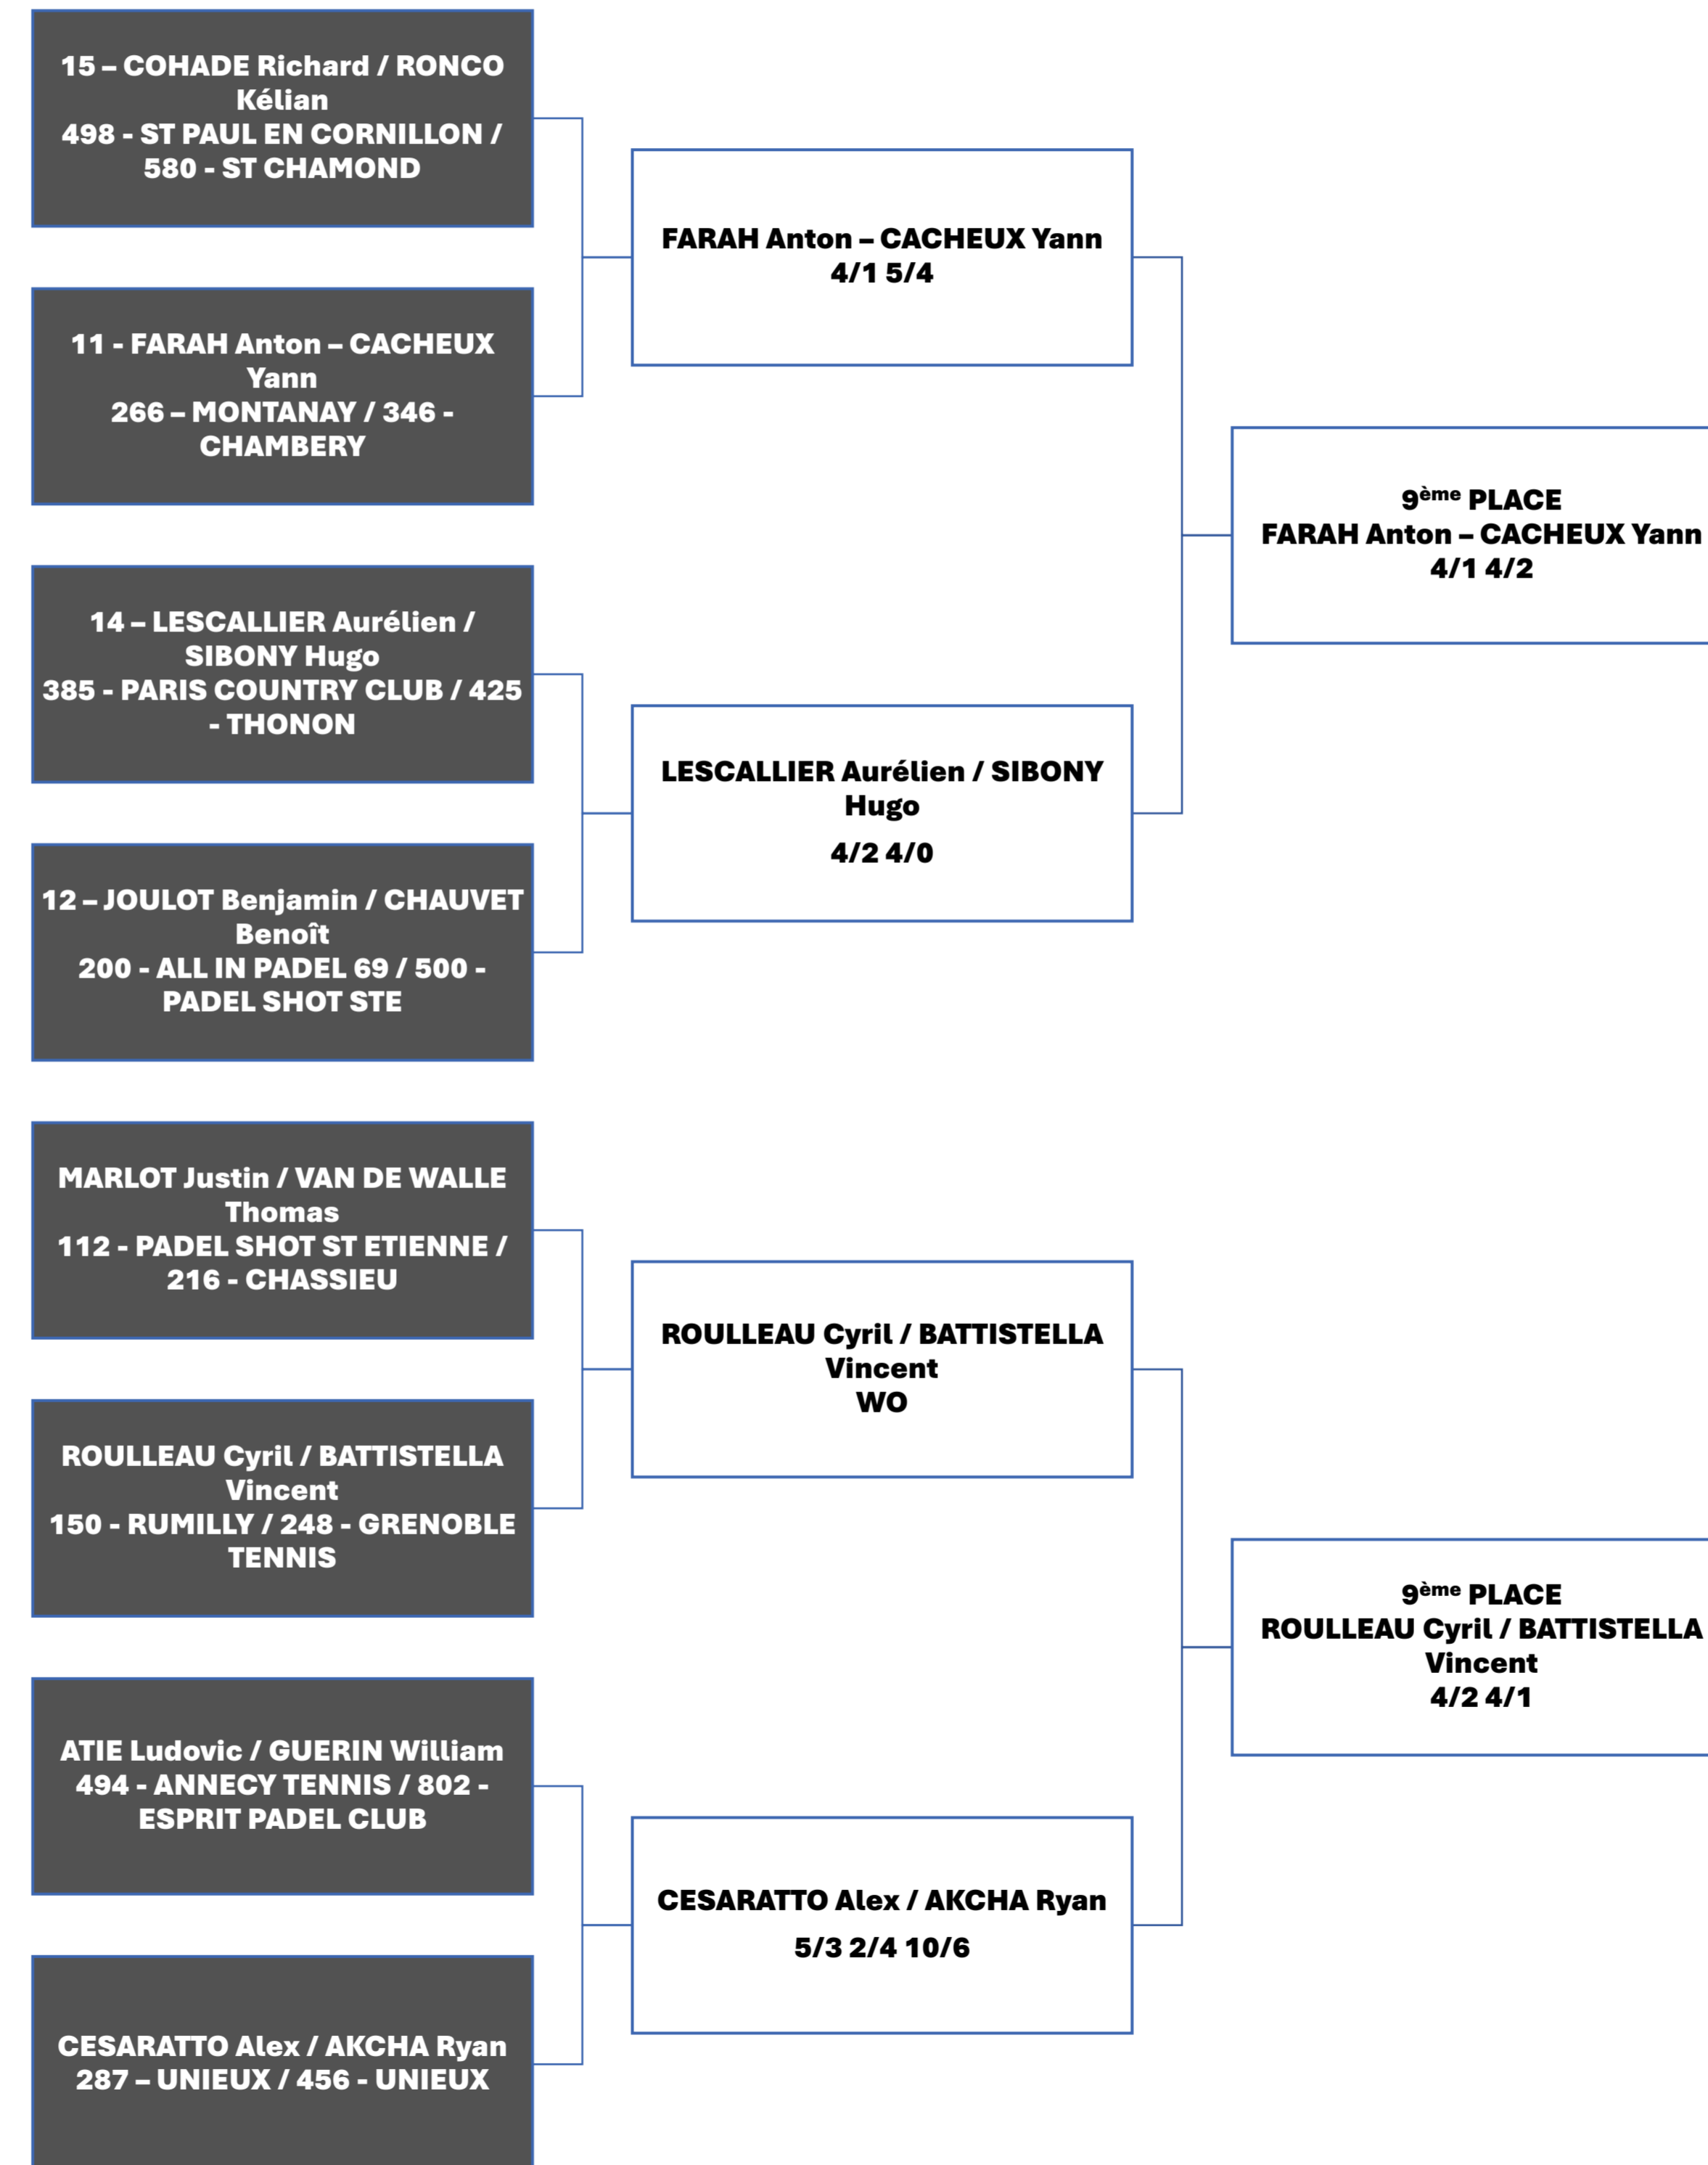 15 – COHADE Richard / RONCO
Kélian
498 - ST PAUL EN CORNILLON /
580 - ST CHAMOND
11 - FARAH Anton – CACHEUX
Yann
266 – MONTANAY / 346 -
CHAMBERY
14 – LESCALLIER Aurélien /
SIBONY Hugo
385 - PARIS COUNTRY CLUB / 425
- THONON
12 – JOULOT Benjamin / CHAUVET
Benoît
200 - ALL IN PADEL 69 / 500 -
PADEL SHOT STE
MARLOT Justin / VAN DE WALLE
Thomas
112 - PADEL SHOT ST ETIENNE /
216 - CHASSIEU
ROULLEAU Cyril / BATTISTELLA
Vincent
150 - RUMILLY / 248 - GRENOBLE
TENNIS
ATIE Ludovic / GUERIN William
494 - ANNECY TENNIS / 802 -
ESPRIT PADEL CLUB
CESARATTO Alex / AKCHA Ryan
287 – UNIEUX / 456 - UNIEUX
FARAH Anton – CACHEUX Yann
4/1 5/4
LESCALLIER Aurélien / SIBONY
Hugo
4/2 4/0
ROULLEAU Cyril / BATTISTELLA
Vincent
WO
CESARATTO Alex / AKCHA Ryan
5/3 2/4 10/6
9ème PLACE
FARAH Anton – CACHEUX Yann
4/1 4/2
9ème PLACE
ROULLEAU Cyril / BATTISTELLA
Vincent
4/2 4/1